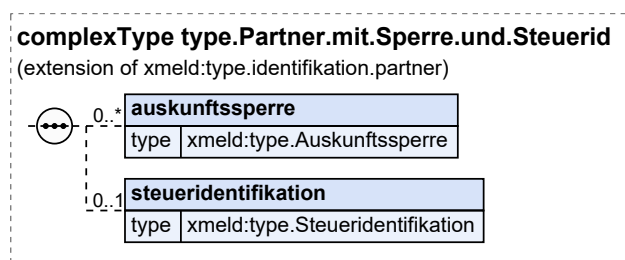 complexType type.Partner.mit.Sperre.und.Steuerid
(extension of xmeld:type.identifikation.partner)
0..* auskunftssperre
type xmeld:type.Auskunftssperre
0..1 steueridentifikation
type xmeld:type.Steueridentifikation